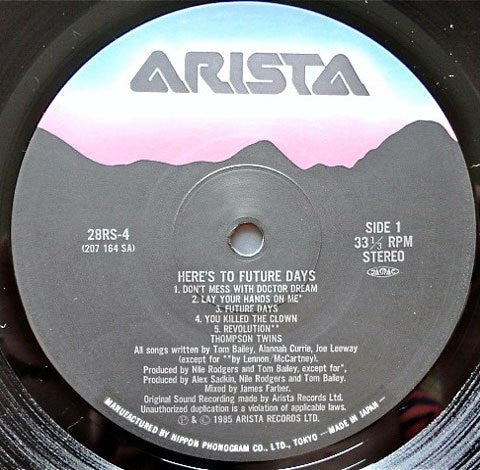 ARISTA
28RS-4
(207 164 SA)
SIDE 1
33 1/3 RPM
STEREO
HERE'S TO FUTURE DAYS
1. DON'T MESS WITH DOCTOR DREAM
2. LAY YOUR HANDS ON ME*
3. FUTURE DAYS
4. YOU KILLED THE CLOWN
5. REVOLUTION**
THOMPSON TWINS
All songs written by Tom Bailey, Alannah Currie, Joe Leeway
(except for **by Lennon/McCartney).
Produced by Nile Rodgers and Tom Bailey, except for*,
Produced by Alex Sadkin, Nile Rodgers and Tom Bailey.
Mixed by James Farber.
Original Sound Recording made by Arista Records Ltd.
Unauthorized duplication is a violation of applicable laws.
℗ & © 1985 ARISTA RECORDS LTD.
MANUFACTURED BY NIPPON PHONOGRAM CO., LTD., TOKYO — MADE IN JAPAN —